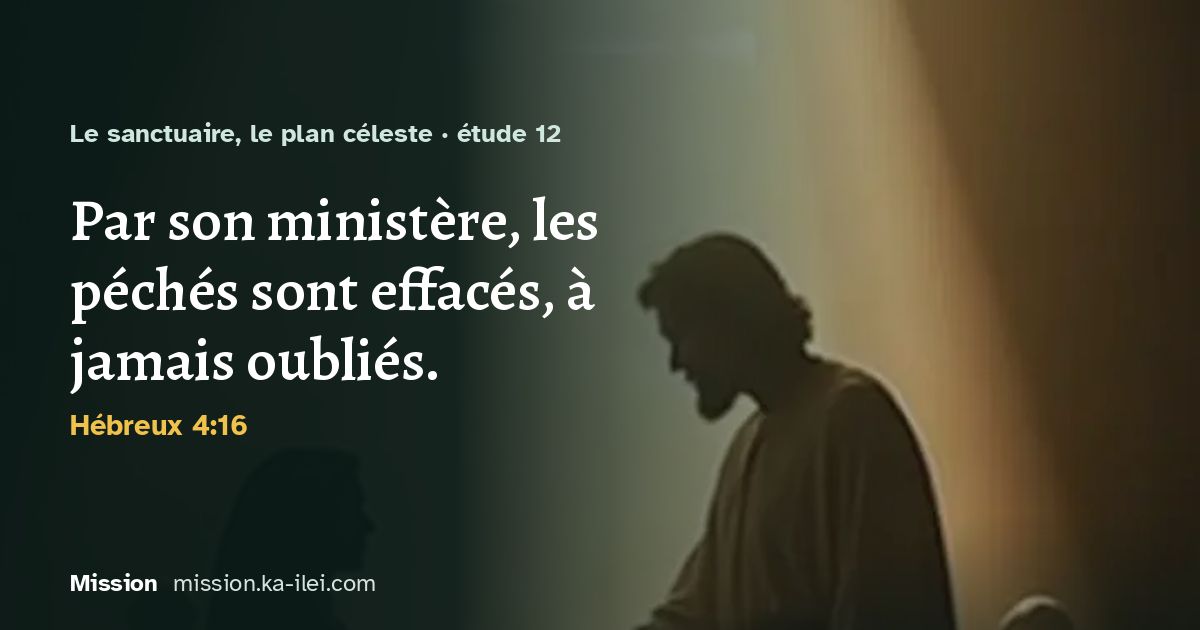 Le sanctuaire, le plan céleste · étude 12
Par son ministère, les
péchés sont effacés, à
jamais oubliés.
Hébreux 4:16
Mission mission.ka-ilei.com